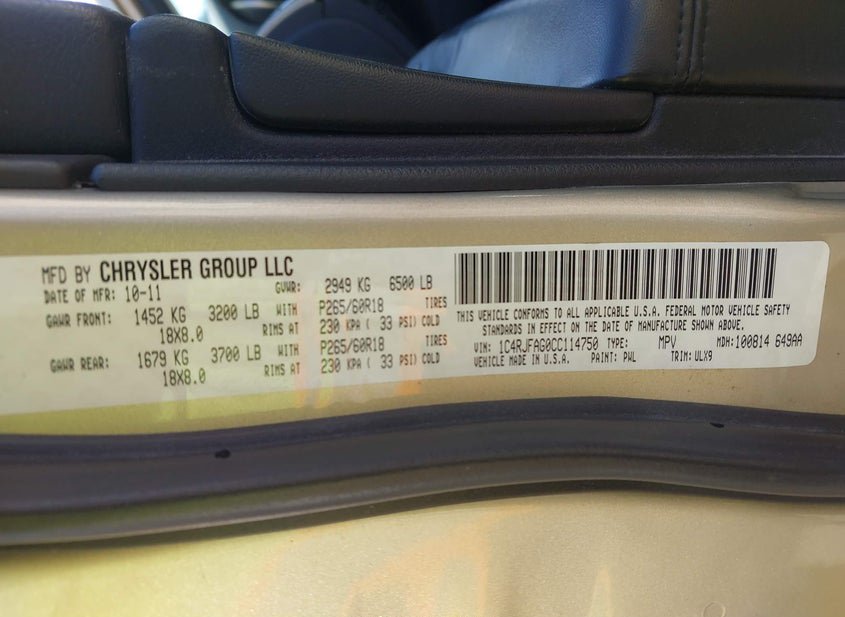 MFD BY CHRYSLER GROUP LLC
DATE OF MFR: 10-11 GVWR: 2949 KG 6500 LB
GAWR FRONT: 1452 KG 3200 LB WITH P265/60R18 TIRES
18X8.0 RIMS AT 230 KPA ( 33 PSI) COLD
GAWR REAR: 1679 KG 3700 LB WITH P265/60R18 TIRES
18X8.0 RIMS AT 230 KPA ( 33 PSI) COLD
THIS VEHICLE CONFORMS TO ALL APPLICABLE U.S.A. FEDERAL MOTOR VEHICLE SAFETY
STANDARDS IN EFFECT ON THE DATE OF MANUFACTURE SHOWN ABOVE.
VIN: 1C4RJFAG0CC114750 TYPE: MPV MDH:100814 649AA
VEHICLE MADE IN U.S.A. PAINT: PWL TRIM: ULX9